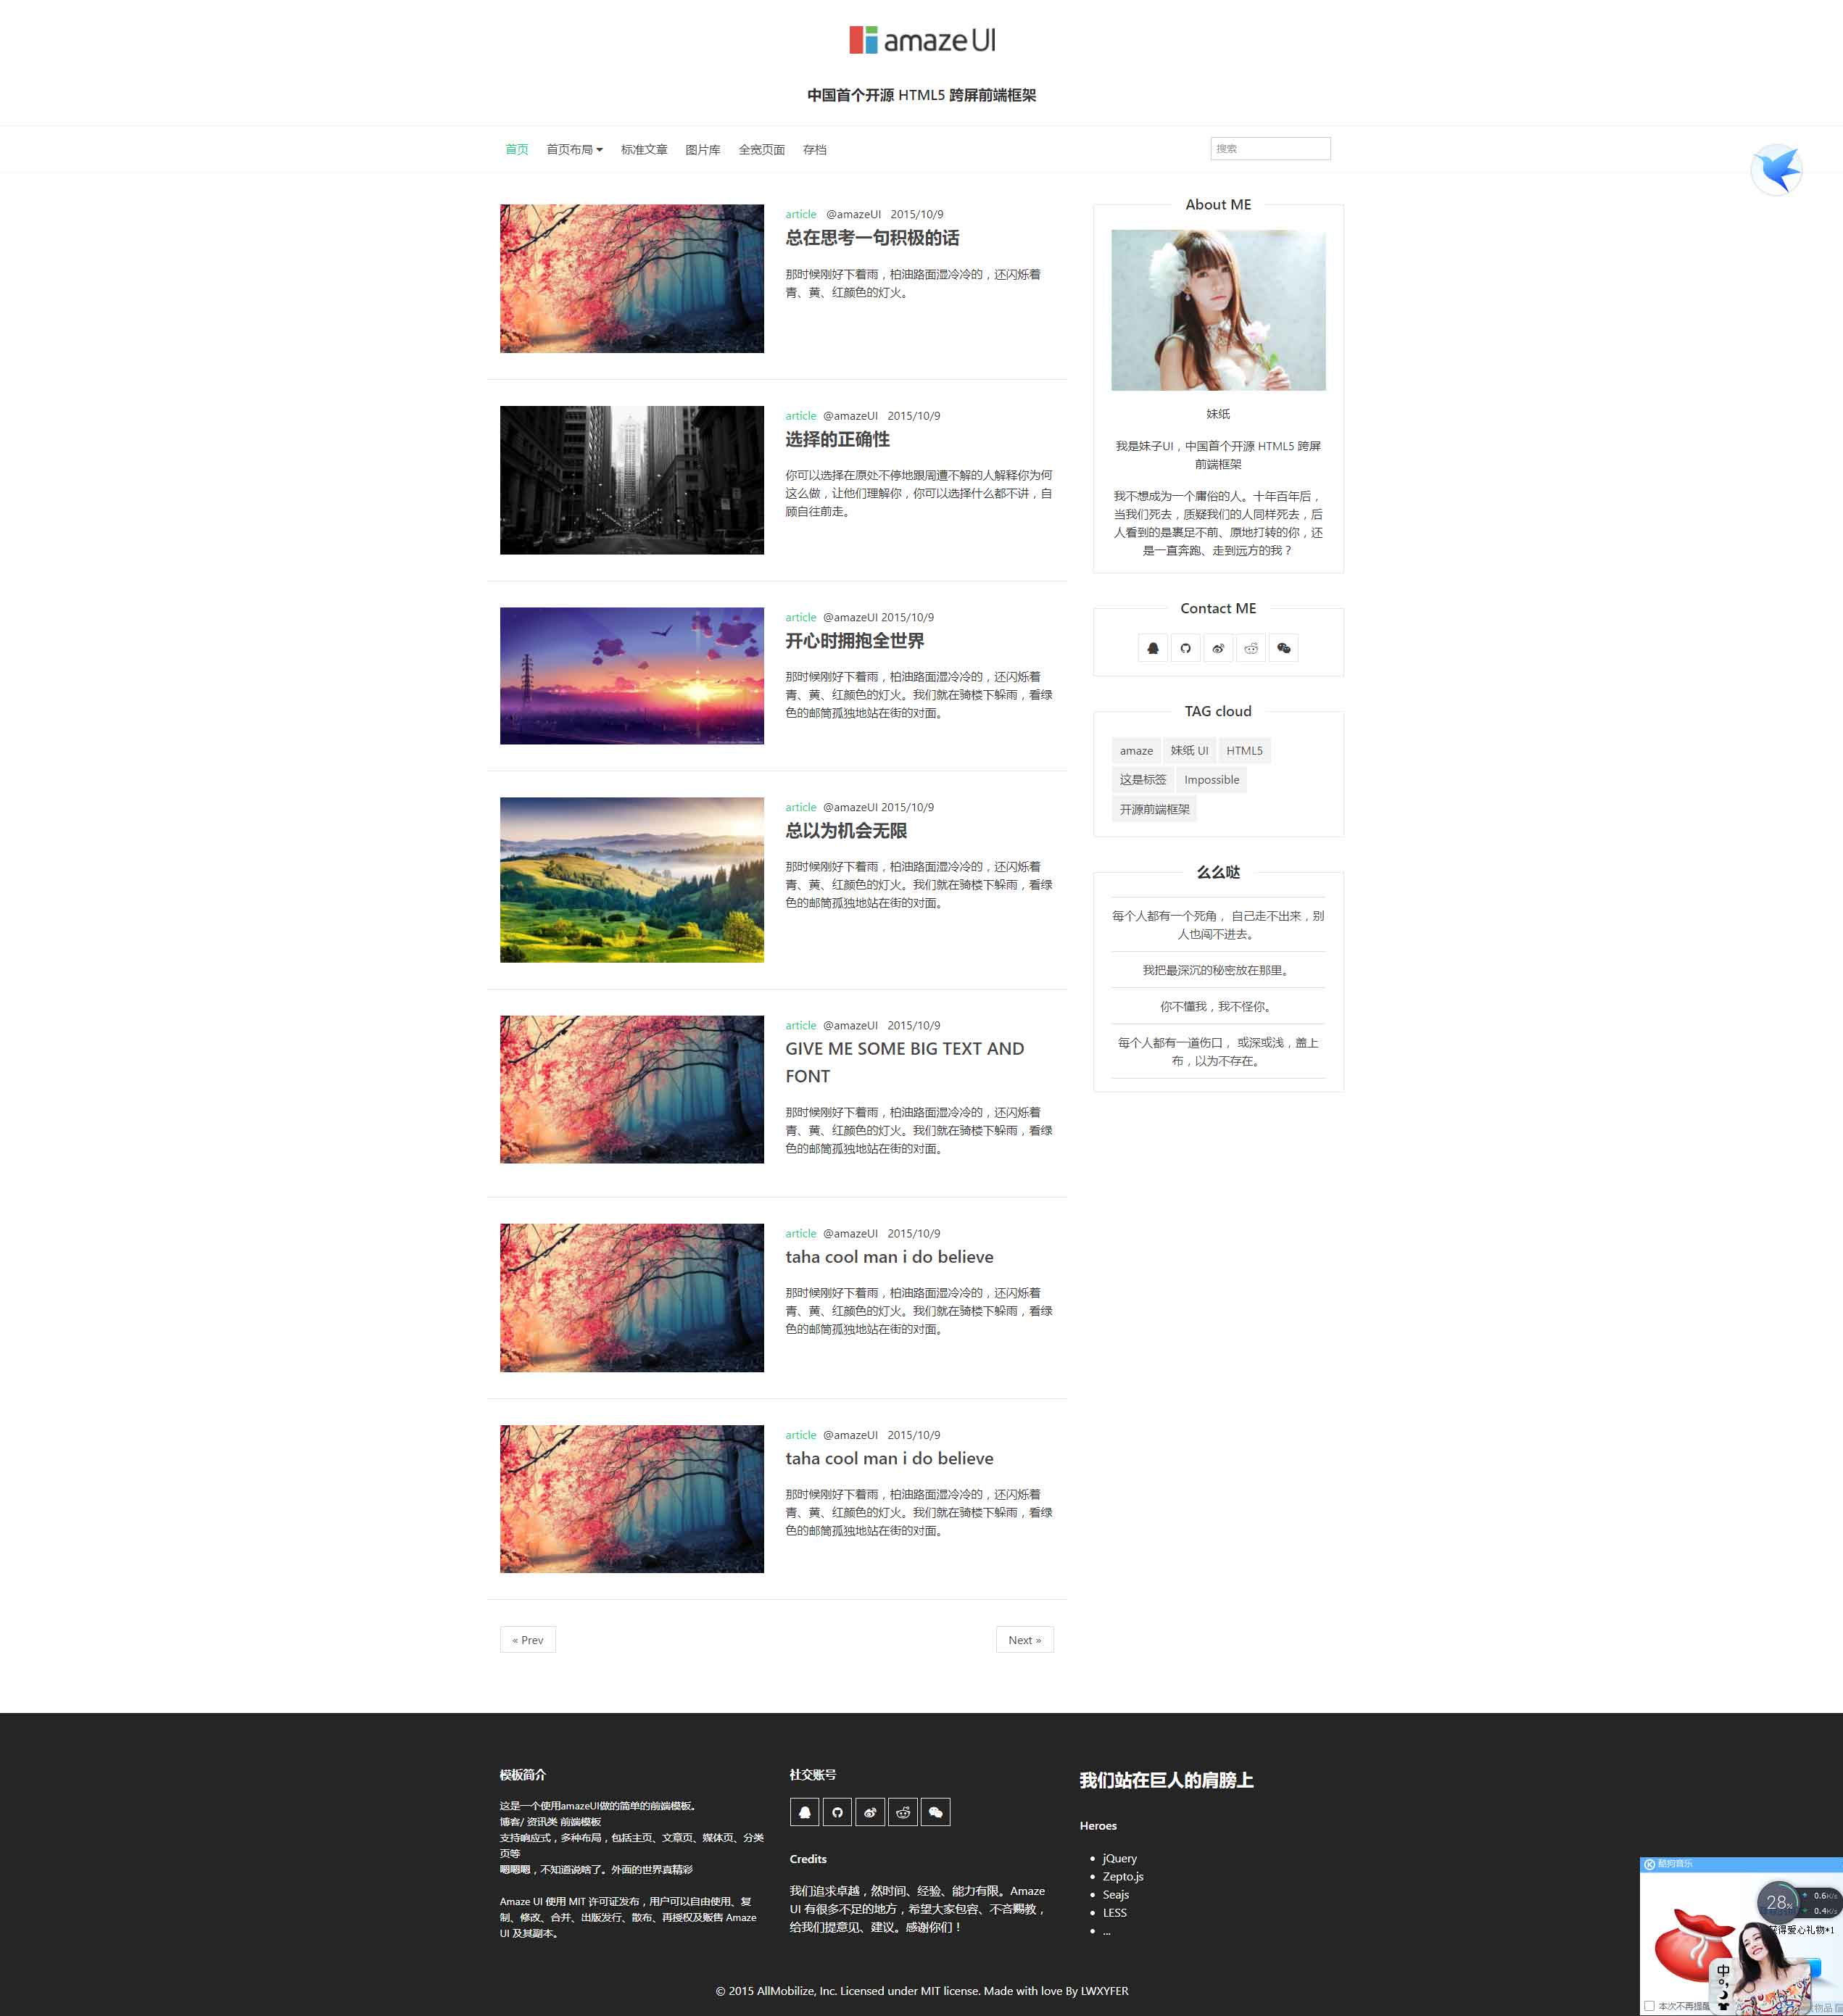 amaze UI
中国首个开源 HTML5 跨屏前端框架
首页
首页布局
标准文章
图片库
全宽页面
存档
搜索
article @amazeUI 2015/10/9
总在思考一句积极的话
那时候刚好下着雨，柏油路面湿冷冷的，还闪烁着
青、黄、红颜色的灯火。
article @amazeUI 2015/10/9
选择的正确性
你可以选择在原处不停地跟周遭不解的人解释你为何
这么做，让他们理解你，你可以选择什么都不讲，自
顾自往前走。
article @amazeUI 2015/10/9
开心时拥抱全世界
那时候刚好下着雨，柏油路面湿冷冷的，还闪烁着
青、黄、红颜色的灯火。我们就在骑楼下躲雨，看绿
色的邮筒孤独地站在街的对面。
article @amazeUI 2015/10/9
总以为机会无限
那时候刚好下着雨，柏油路面湿冷冷的，还闪烁着
青、黄、红颜色的灯火。我们就在骑楼下躲雨，看绿
色的邮筒孤独地站在街的对面。
article @amazeUI 2015/10/9
GIVE ME SOME BIG TEXT AND
FONT
那时候刚好下着雨，柏油路面湿冷冷的，还闪烁着
青、黄、红颜色的灯火。我们就在骑楼下躲雨，看绿
色的邮筒孤独地站在街的对面。
article @amazeUI 2015/10/9
taha cool man i do believe
那时候刚好下着雨，柏油路面湿冷冷的，还闪烁着
青、黄、红颜色的灯火。我们就在骑楼下躲雨，看绿
色的邮筒孤独地站在街的对面。
article @amazeUI 2015/10/9
taha cool man i do believe
那时候刚好下着雨，柏油路面湿冷冷的，还闪烁着
青、黄、红颜色的灯火。我们就在骑楼下躲雨，看绿
色的邮筒孤独地站在街的对面。
« Prev
Next »
About ME
妹纸
我是妹子UI，中国首个开源 HTML5 跨屏
前端框架
我不想成为一个庸俗的人。十年百年后，
当我们死去，质疑我们的人同样死去，后
人看到的是裹足不前、原地打转的你，还
是一直奔跑、走到远方的我？
Contact ME
TAG cloud
amaze
妹纸 UI
HTML5
这是标签
Impossible
开源前端框架
么么哒
每个人都有一个死角， 自己走不出来，别
人也闯不进去。
我把最深沉的秘密放在那里。
你不懂我，我不怪你。
每个人都有一道伤口， 或深或浅，盖上
布，以为不存在。
模板简介
这是一个使用amazeUI做的简单的前端模板。
博客/ 资讯类 前端模板
支持响应式，多种布局，包括主页、文章页、媒体页、分类
页等
嗯嗯嗯，不知道说啥了。外面的世界真精彩
Amaze UI 使用 MIT 许可证发布，用户可以自由使用、复
制、修改、合并、出版发行、散布、再授权及贩售 Amaze
UI 及其副本。
社交账号
Credits
我们追求卓越，然时间、经验、能力有限。Amaze
UI 有很多不足的地方，希望大家包容、不吝赐教，
给我们提意见、建议。感谢你们！
我们站在巨人的肩膀上
Heroes
jQuery
Zepto.js
Seajs
LESS
...
© 2015 AllMobilize, Inc. Licensed under MIT license. Made with love By LWXYFER
酷狗音乐
28%
0.6K/s
0.4K/s
得爱心礼物*1
中
本次不再提醒
物品